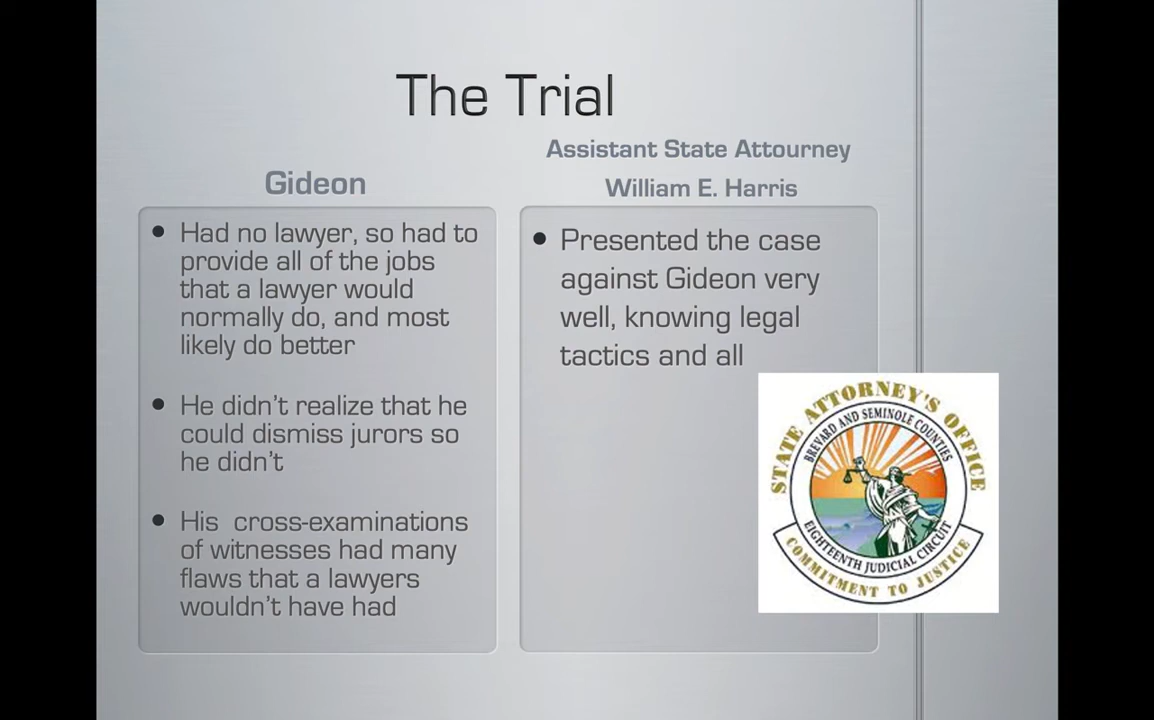 The Trial
Gideon
Had no lawyer, so had to
provide all of the jobs
that a lawyer would
normally do, and most
likely do better
He didn't realize that he
could dismiss jurors so
he didn't
His  cross-examinations
of witnesses had many
flaws that a lawyers
wouldn't have had
Assistant State Attourney
William E. Harris
Presented the case
against Gideon very
well, knowing legal
tactics and all
STATE ATTORNEY'S OFFICE
BREVARD AND SEMINOLE COUNTIES
EIGHTEENTH JUDICIAL CIRCUIT
COMMITMENT TO JUSTICE